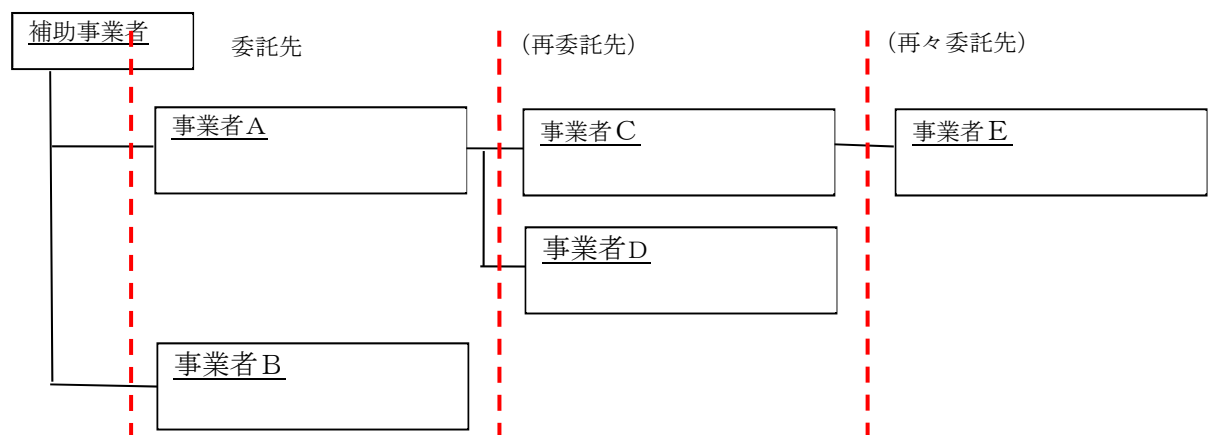 補助事業者
委託先
（再委託先）
（再々委託先）
事業者Ａ
事業者Ｃ
事業者Ｅ
事業者Ｄ
事業者Ｂ